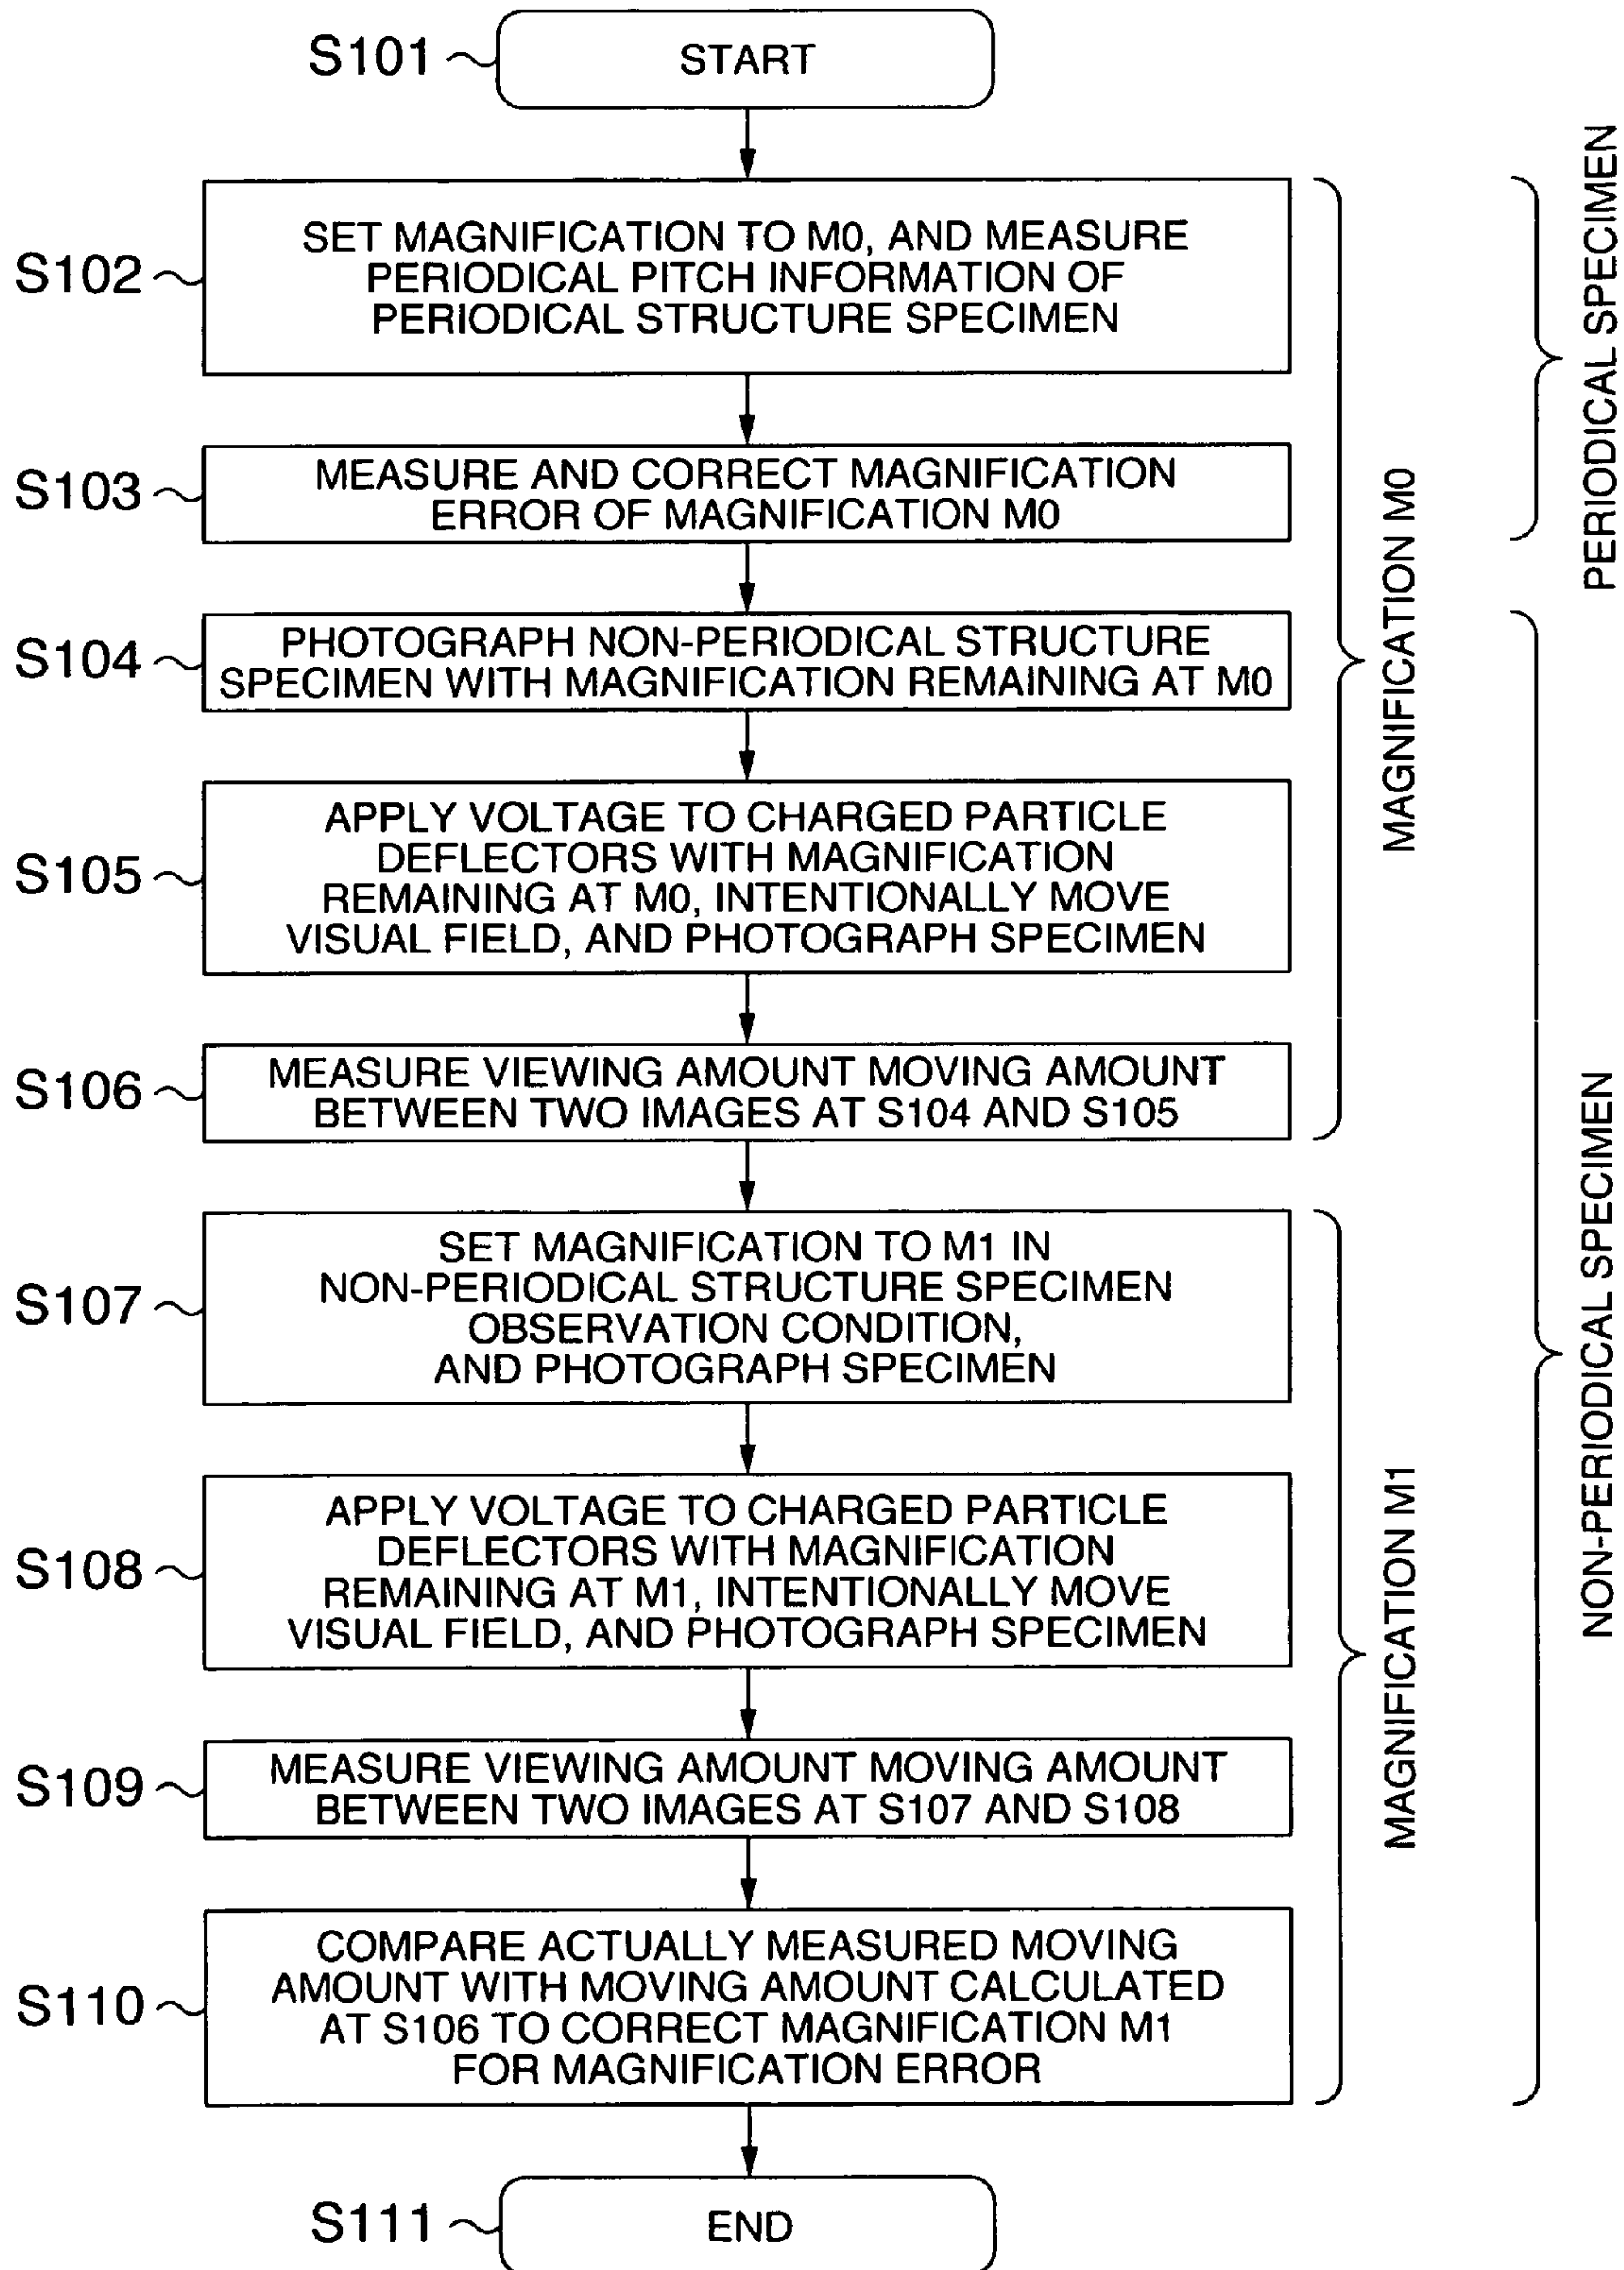 S101
START
S102
SET MAGNIFICATION TO M0, AND MEASURE
PERIODICAL PITCH INFORMATION OF
PERIODICAL STRUCTURE SPECIMEN
S103
MEASURE AND CORRECT MAGNIFICATION
ERROR OF MAGNIFICATION M0
S104
PHOTOGRAPH NON-PERIODICAL STRUCTURE
SPECIMEN WITH MAGNIFICATION REMAINING AT M0
S105
APPLY VOLTAGE TO CHARGED PARTICLE
DEFLECTORS WITH MAGNIFICATION
REMAINING AT M0, INTENTIONALLY MOVE
VISUAL FIELD, AND PHOTOGRAPH SPECIMEN
S106
MEASURE VIEWING AMOUNT MOVING AMOUNT
BETWEEN TWO IMAGES AT S104 AND S105
S107
SET MAGNIFICATION TO M1 IN
NON-PERIODICAL STRUCTURE SPECIMEN
OBSERVATION CONDITION,
AND PHOTOGRAPH SPECIMEN
S108
APPLY VOLTAGE TO CHARGED PARTICLE
DEFLECTORS WITH MAGNIFICATION
REMAINING AT M1, INTENTIONALLY MOVE
VISUAL FIELD, AND PHOTOGRAPH SPECIMEN
S109
MEASURE VIEWING AMOUNT MOVING AMOUNT
BETWEEN TWO IMAGES AT S107 AND S108
S110
COMPARE ACTUALLY MEASURED MOVING
AMOUNT WITH MOVING AMOUNT CALCULATED
AT S106 TO CORRECT MAGNIFICATION M1
FOR MAGNIFICATION ERROR
S111
END
MAGNIFICATION M0
MAGNIFICATION M1
PERIODICAL SPECIMEN
NON-PERIODICAL SPECIMEN